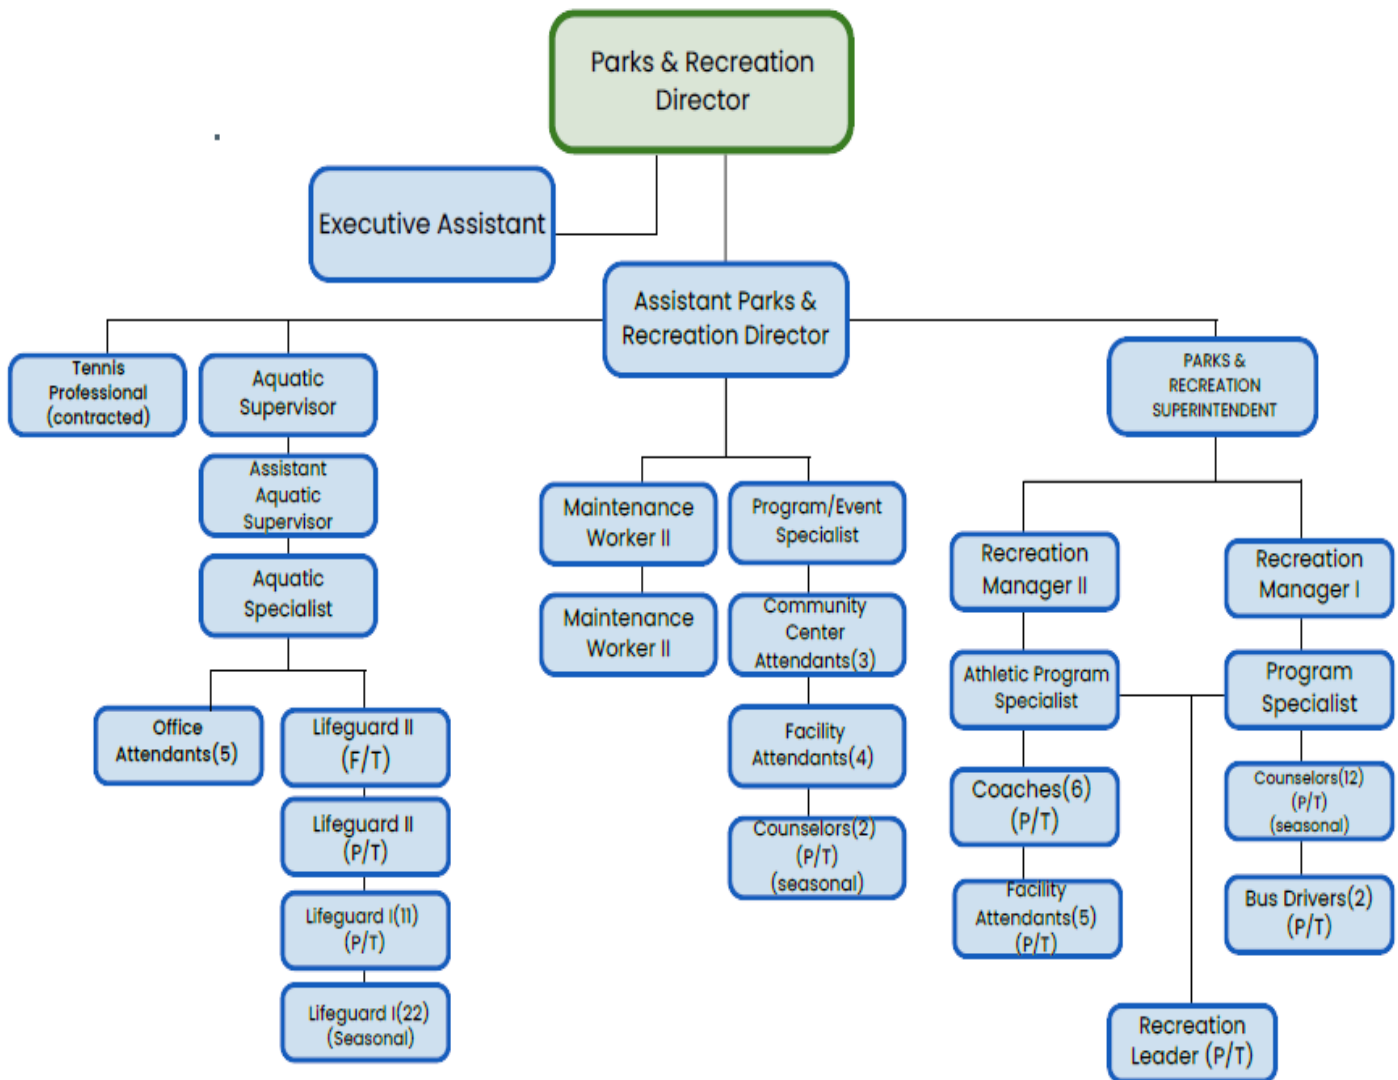 Parks & Recreation
Director
Executive Assistant
Assistant Parks &
Recreation Director
Tennis
Professional
(contracted)
Aquatic
Supervisor
PARKS &
RECREATION
SUPERINTENDENT
Assistant
Aquatic
Supervisor
Aquatic
Specialist
Office
Attendants(5)
Lifeguard II
(F/T)
Lifeguard II
(P/T)
Lifeguard I(11)
(P/T)
Lifeguard I(22)
(Seasonal)
Maintenance
Worker II
Maintenance
Worker II
Program/Event
Specialist
Community
Center
Attendants(3)
Facility
Attendants(4)
Counselors(2)
(P/T)
(seasonal)
Recreation
Manager II
Athletic Program
Specialist
Coaches(6)
(P/T)
Facility
Attendants(5)
(P/T)
Recreation
Manager I
Program
Specialist
Counselors(12)
(P/T)
(seasonal)
Bus Drivers(2)
(P/T)
Recreation
Leader (P/T)